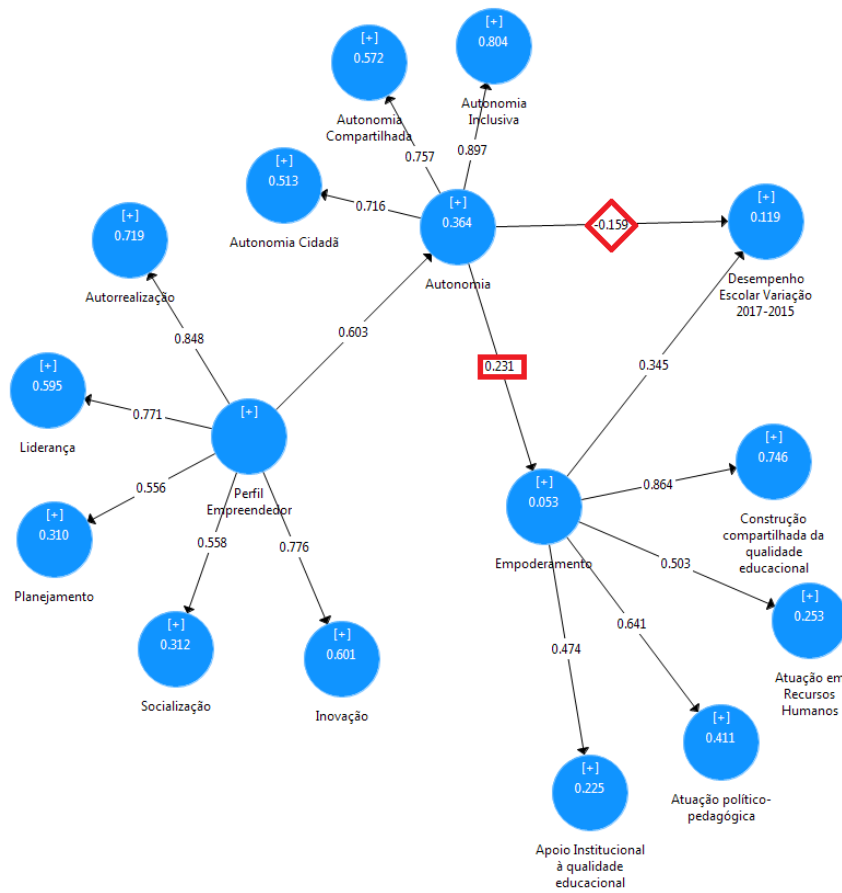 [+]
0.572
Autonomia
Compartilhada
[+]
0.804
Autonomia
Inclusiva
0.757
0.897
[+]
0.513
Autonomia Cidadã
0.716
[+]
0.364
Autonomia
-0.159
[+]
0.119
Desempenho
Escolar Variação
2017-2015
[+]
0.719
Autorrealização
0.848
0.603
0.231
0.345
[+]
0.595
Liderança
0.771
[+]
Perfil
Empreendedor
[+]
0.746
Construção
compartilhada da
qualidade
educacional
0.864
[+]
0.053
Empoderamento
0.556
[+]
0.310
Planejamento
0.558
0.776
0.503
[+]
0.253
Atuação em
Recursos
Humanos
0.474
0.641
[+]
0.312
Socialização
[+]
0.601
Inovação
[+]
0.411
Atuação político-
pedagógica
[+]
0.225
Apoio Institucional
à qualidade
educacional